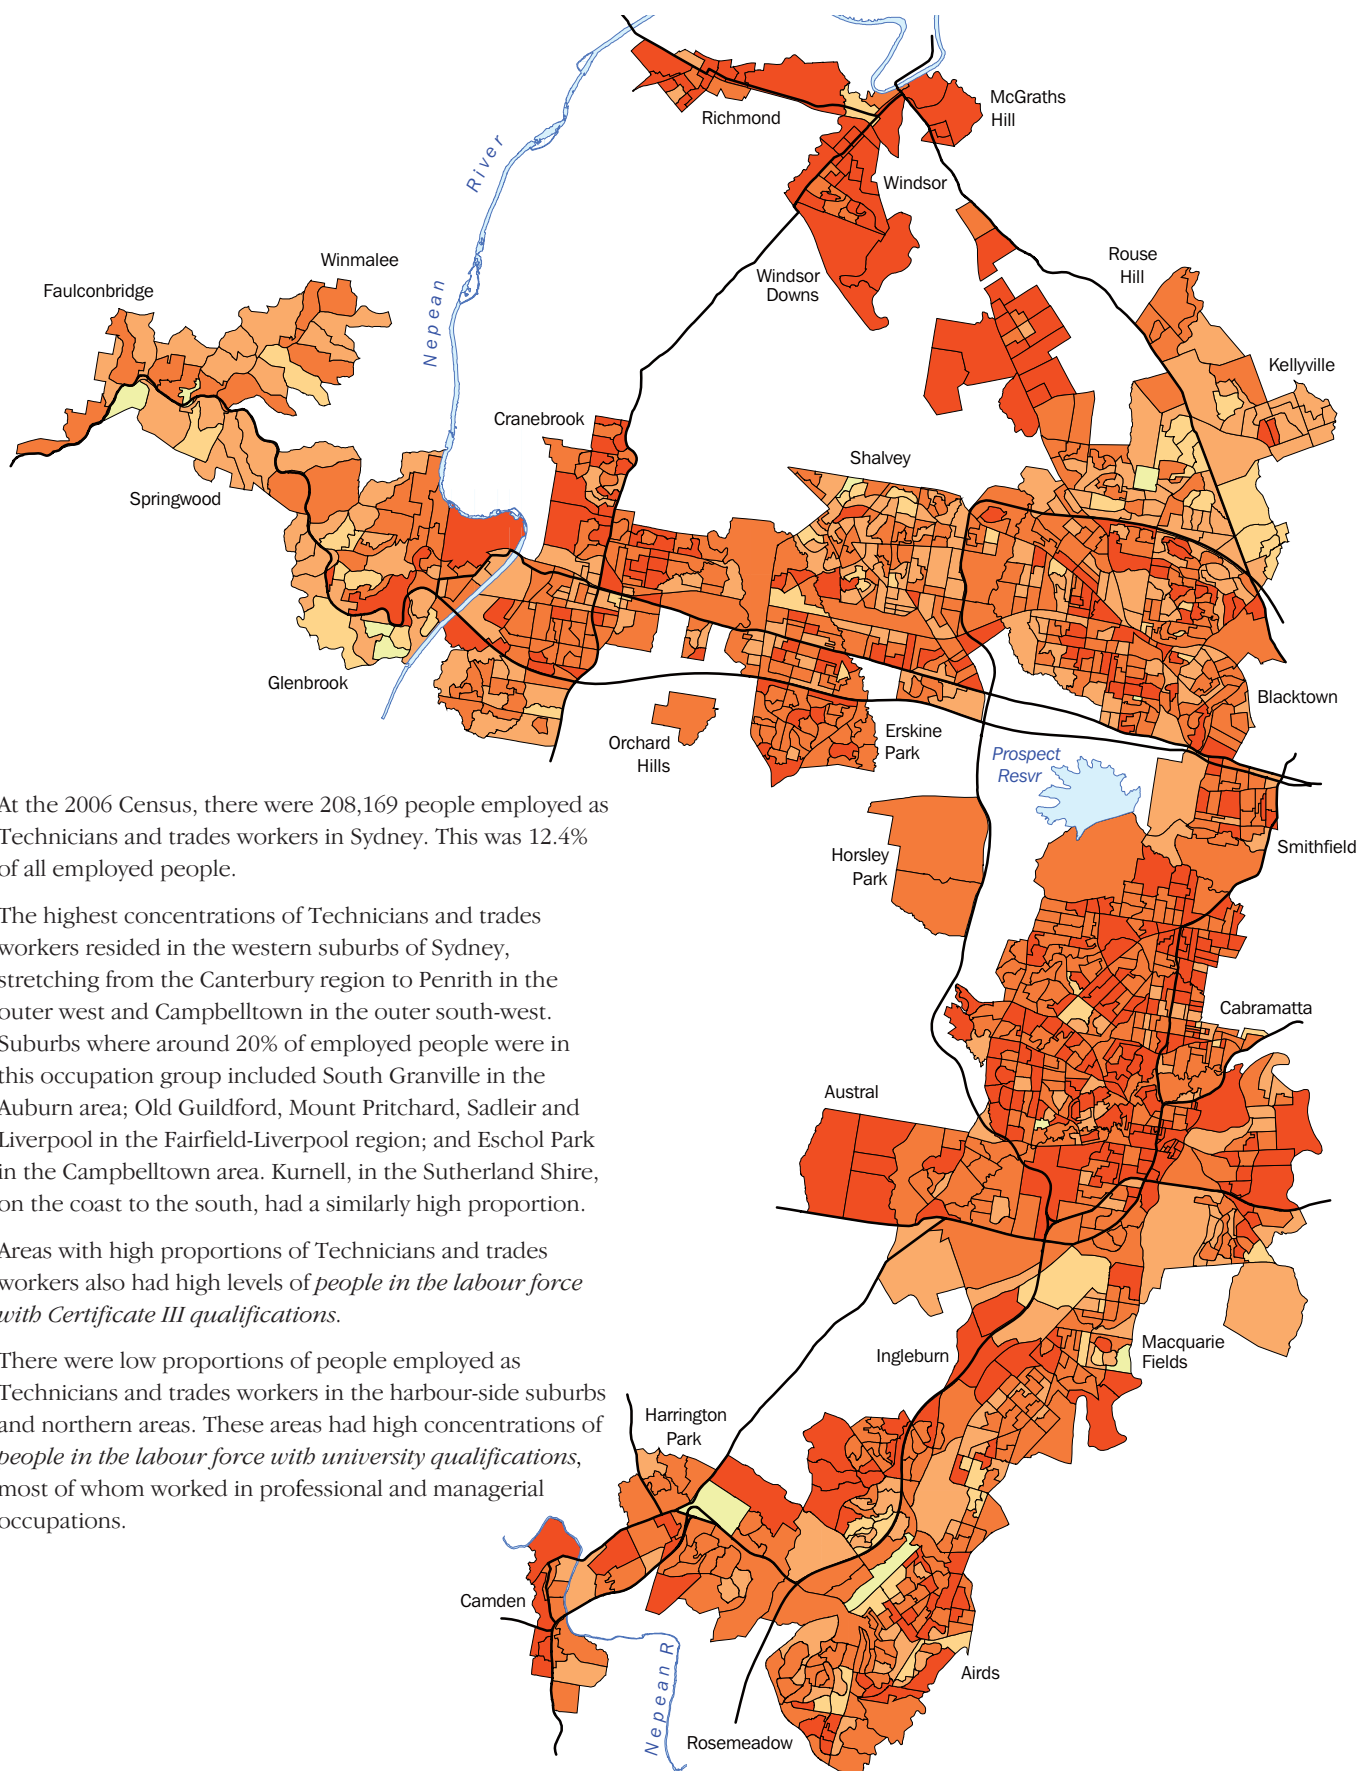 McGraths
Hill
Richmond
River
Windsor
Winmalee
Rouse
Hill
Faulconbridge
Windsor
Downs
Nepean
Kellyville
Cranebrook
Shalvey
Springwood
Glenbrook
Blacktown
Orchard
Hills
Erskine
Park
Prospect
Resvr
At the 2006 Census, there were 208,169 people employed as
Technicians and trades workers in Sydney. This was 12.4%
of all employed people.
Smithfield
Horsley
Park
The highest concentrations of Technicians and trades
workers resided in the western suburbs of Sydney,
stretching from the Canterbury region to Penrith in the
outer west and Campbelltown in the outer south-west.
Suburbs where around 20% of employed people were in
this occupation group included South Granville in the
Auburn area; Old Guildford, Mount Pritchard, Sadleir and
Liverpool in the Fairfield-Liverpool region; and Eschol Park
in the Campbelltown area. Kurnell, in the Sutherland Shire,
on the coast to the south, had a similarly high proportion.
Cabramatta
Austral
Areas with high proportions of Technicians and trades
workers also had high levels of people in the labour force
with Certificate III qualifications.
There were low proportions of people employed as
Technicians and trades workers in the harbour-side suburbs
and northern areas. These areas had high concentrations of
people in the labour force with university qualifications,
most of whom worked in professional and managerial
occupations.
Macquarie
Fields
Ingleburn
Harrington
Park
Camden
Airds
Nepean R
Rosemeadow